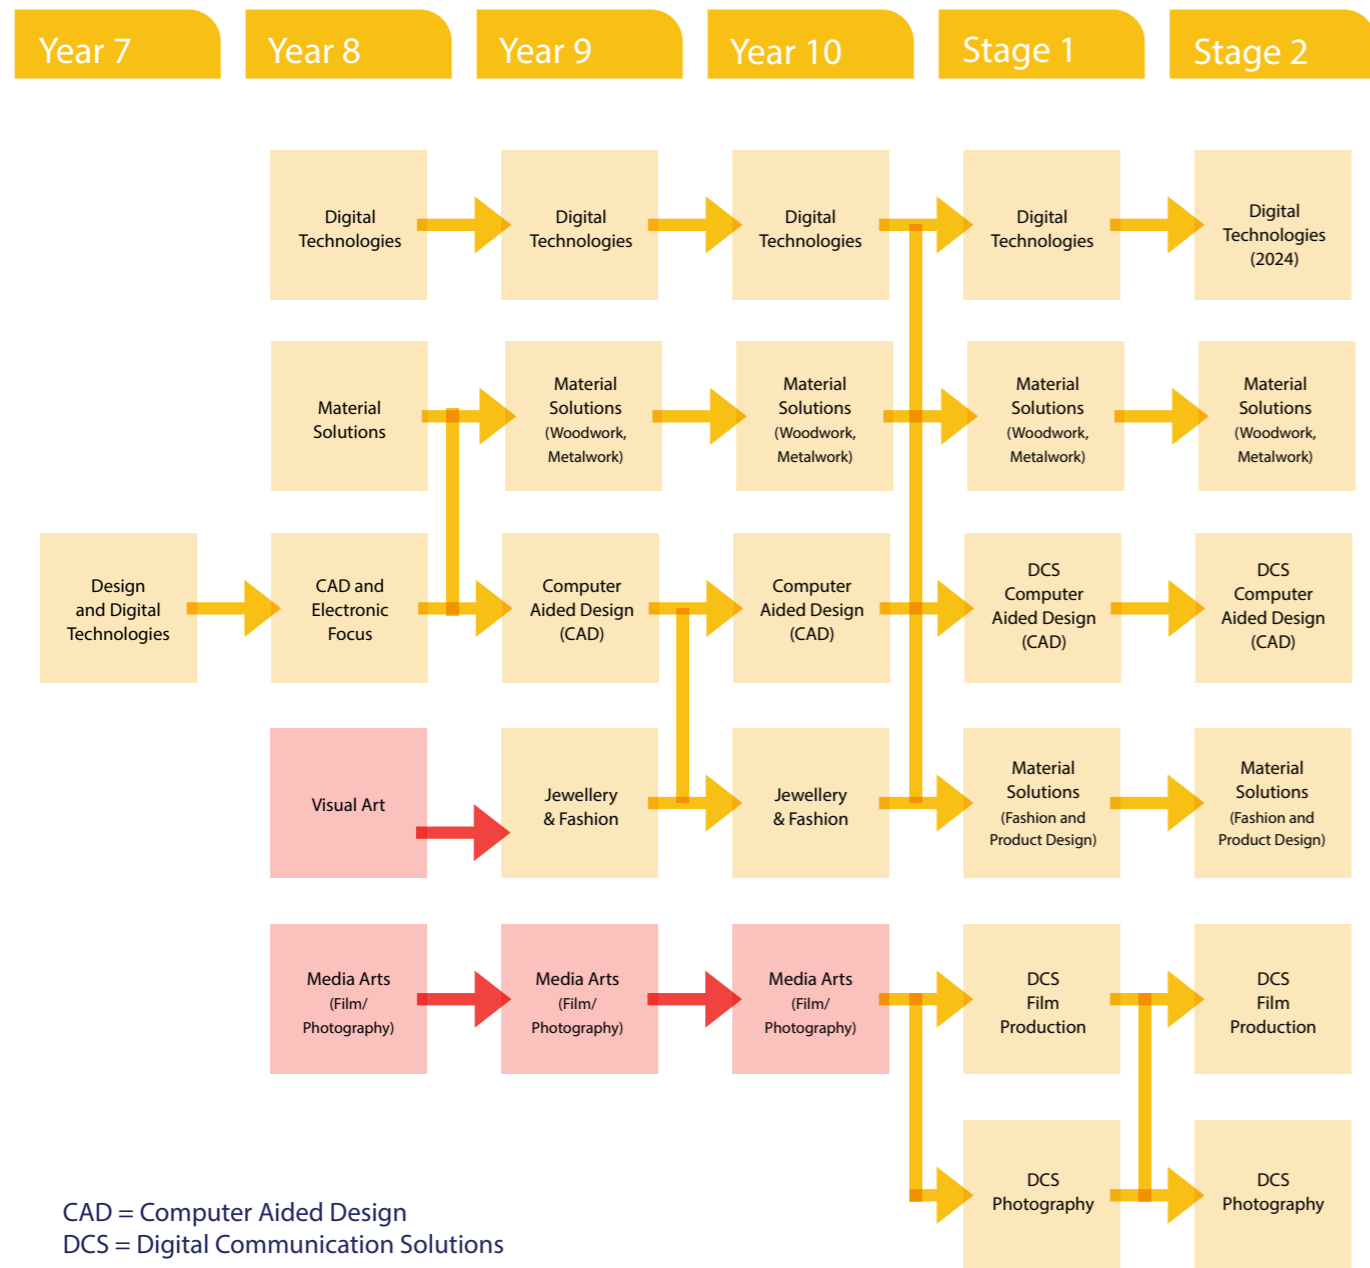 Year 7
Year 8
Year 9
Year 10
Stage 1
Stage 2
Digital
Technologies
Digital
Technologies
Digital
Technologies
Digital
Technologies
Digital
Technologies
(2024)
Material
Solutions
Material
Solutions
(Woodwork,
Metalwork)
Material
Solutions
(Woodwork,
Metalwork)
Material
Solutions
(Woodwork,
Metalwork)
Material
Solutions
(Woodwork,
Metalwork)
Design
and Digital
Technologies
CAD and
Electronic
Focus
Computer
Aided Design
(CAD)
Computer
Aided Design
(CAD)
DCS
Computer
Aided Design
(CAD)
DCS
Computer
Aided Design
(CAD)
Visual Art
Jewellery
& Fashion
Jewellery
& Fashion
Material
Solutions
(Fashion and
Product Design)
Material
Solutions
(Fashion and
Product Design)
Media Arts
(Film/
Photography)
Media Arts
(Film/
Photography)
Media Arts
(Film/
Photography)
DCS
Film
Production
DCS
Film
Production
DCS
Photography
DCS
Photography
CAD = Computer Aided Design
DCS = Digital Communication Solutions